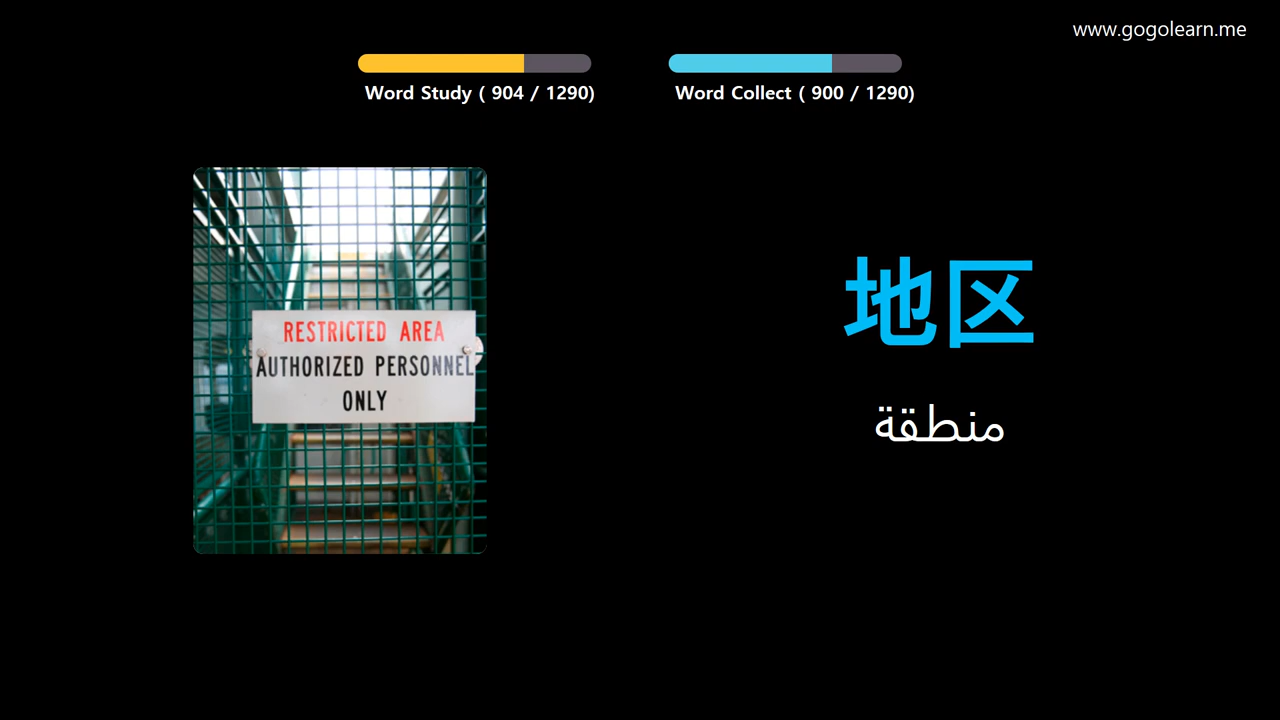 www.gogolearn.me
Word Study ( 904 / 1290)
Word Collect ( 900 / 1290)
RESTRICTED AREA
AUTHORIZED PERSONNEL
ONLY
地区
منطقة